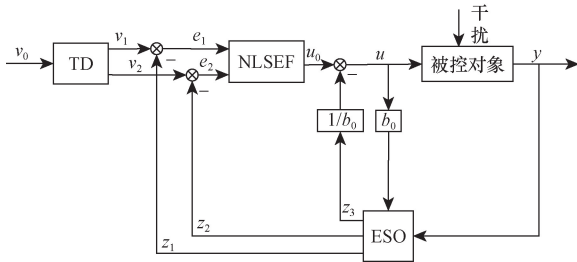 干扰
v₀
TD
v₁
v₂
e₁
e₂
NLSEF
u₀
u
被控对象
y
−
−
−
1/b₀
b₀
z₃
z₂
z₁
ESO